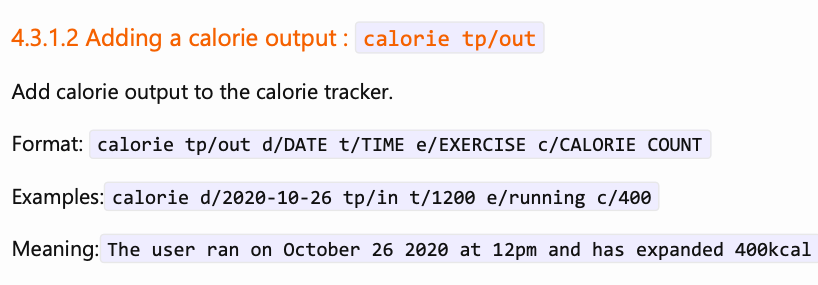 4.3.1.2 Adding a calorie output : calorie tp/out
Add calorie output to the calorie tracker.
Format: calorie tp/out d/DATE t/TIME e/EXERCISE c/CALORIE COUNT
Examples: calorie d/2020-10-26 tp/in t/1200 e/running c/400
Meaning: The user ran on October 26 2020 at 12pm and has expanded 400kcal